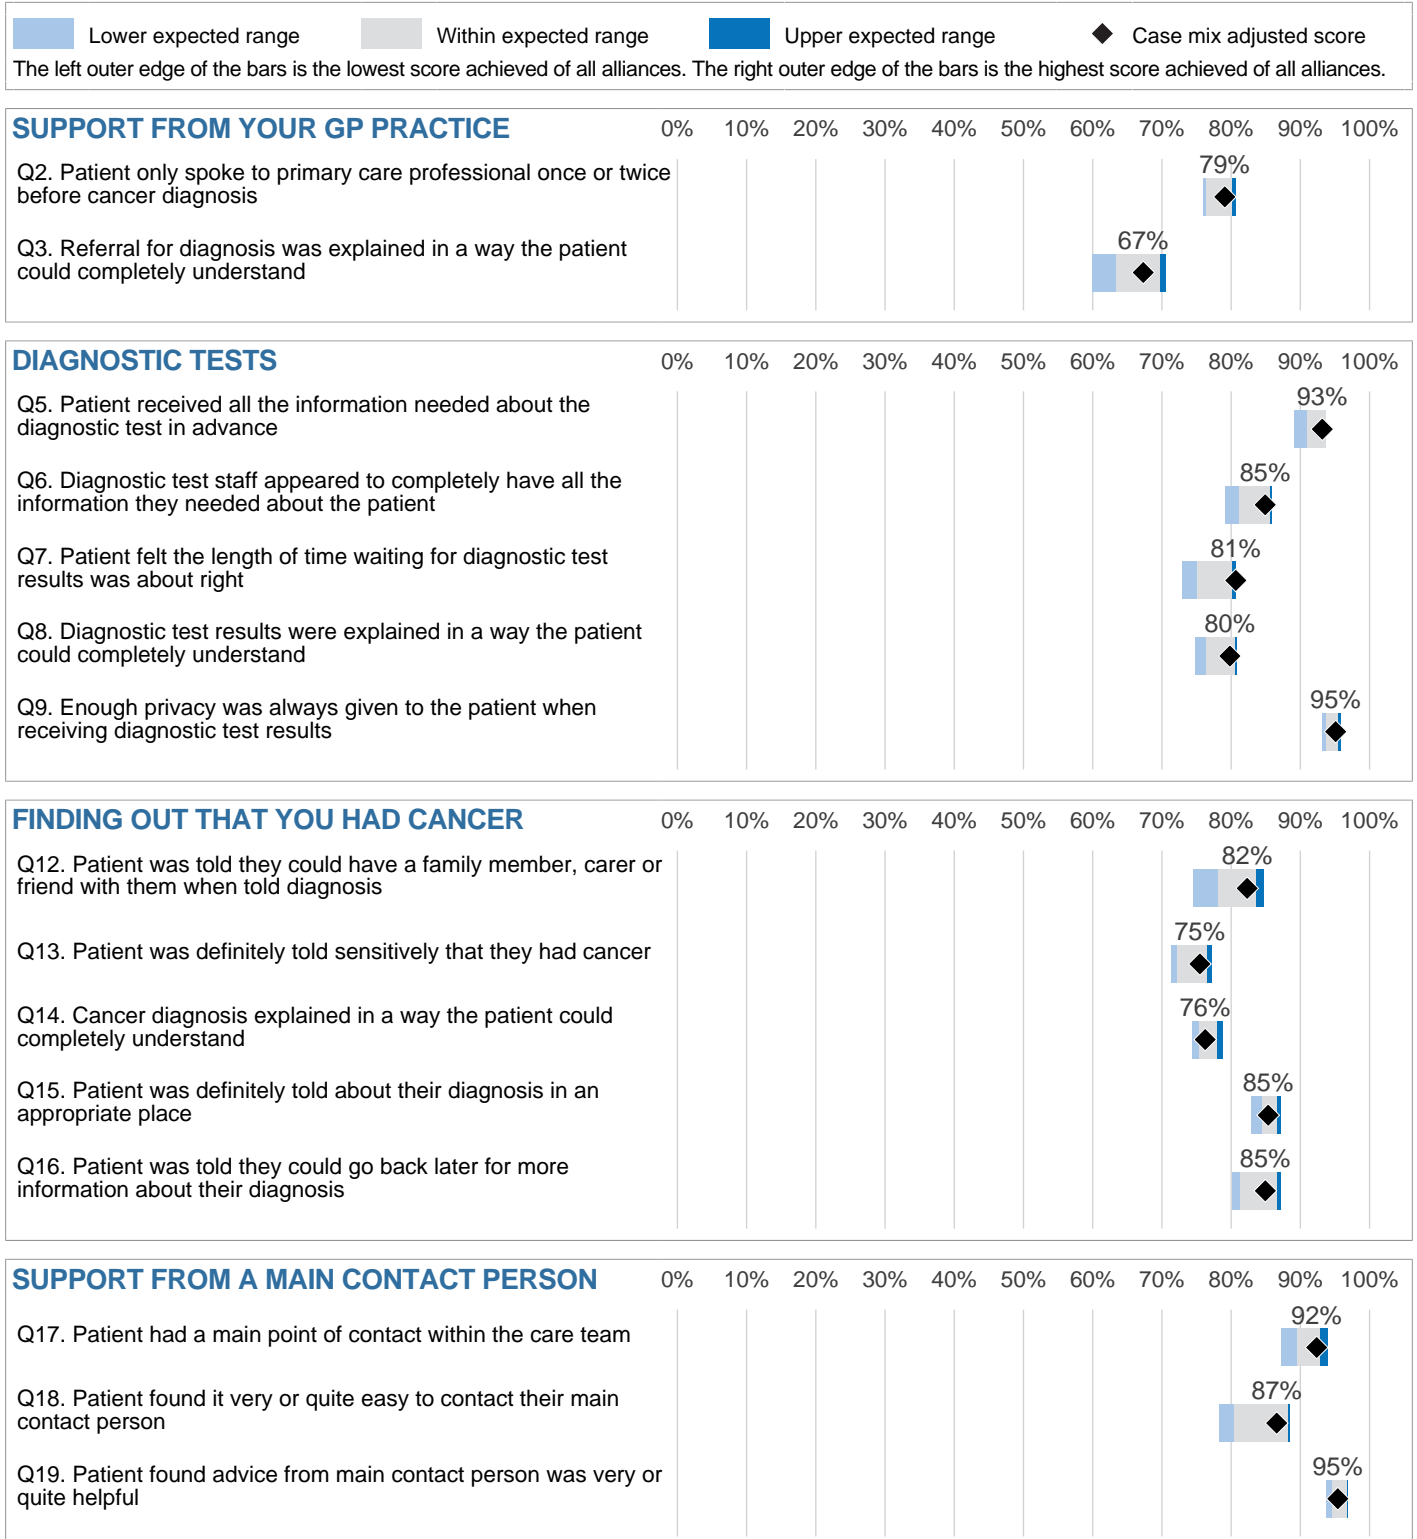 Lower expected range Within expected range Upper expected range Case mix adjusted score
The left outer edge of the bars is the lowest score achieved of all alliances. The right outer edge of the bars is the highest score achieved of all alliances.
SUPPORT FROM YOUR GP PRACTICE 0% 10% 20% 30% 40% 50% 60% 70% 80% 90% 100%
Q2. Patient only spoke to primary care professional once or twice
before cancer diagnosis
79%
Q3. Referral for diagnosis was explained in a way the patient
could completely understand
67%
DIAGNOSTIC TESTS 0% 10% 20% 30% 40% 50% 60% 70% 80% 90% 100%
Q5. Patient received all the information needed about the
diagnostic test in advance
93%
Q6. Diagnostic test staff appeared to completely have all the
information they needed about the patient
85%
Q7. Patient felt the length of time waiting for diagnostic test
results was about right
81%
Q8. Diagnostic test results were explained in a way the patient
could completely understand
80%
Q9. Enough privacy was always given to the patient when
receiving diagnostic test results
95%
FINDING OUT THAT YOU HAD CANCER 0% 10% 20% 30% 40% 50% 60% 70% 80% 90% 100%
Q12. Patient was told they could have a family member, carer or
friend with them when told diagnosis
82%
Q13. Patient was definitely told sensitively that they had cancer
75%
Q14. Cancer diagnosis explained in a way the patient could
completely understand
76%
Q15. Patient was definitely told about their diagnosis in an
appropriate place
85%
Q16. Patient was told they could go back later for more
information about their diagnosis
85%
SUPPORT FROM A MAIN CONTACT PERSON 0% 10% 20% 30% 40% 50% 60% 70% 80% 90% 100%
Q17. Patient had a main point of contact within the care team
92%
Q18. Patient found it very or quite easy to contact their main
contact person
87%
Q19. Patient found advice from main contact person was very or
quite helpful
95%